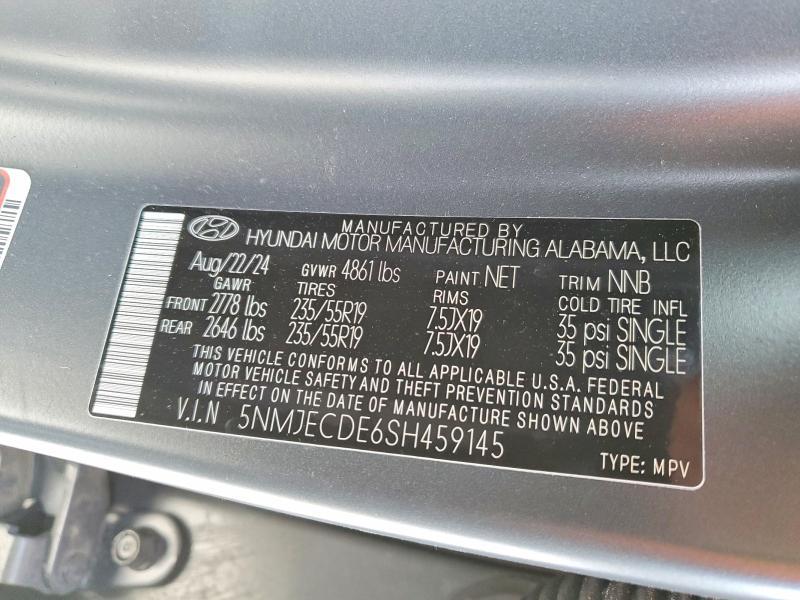 MANUFACTURED BY
HYUNDAI MOTOR MANUFACTURING ALABAMA, LLC
Aug/22/24 GVWR 4861 lbs PAINT NET TRIM NNB
GAWR TIRES RIMS COLD TIRE INFL
FRONT 2778 lbs 235/55R19 7.5JX19 35 psi SINGLE
REAR 2646 lbs 235/55R19 7.5JX19 35 psi SINGLE
THIS VEHICLE CONFORMS TO ALL APPLICABLE U.S.A. FEDERAL
MOTOR VEHICLE SAFETY AND THEFT PREVENTION STANDARDS
IN EFFECT ON THE DATE OF MANUFACTURE SHOWN ABOVE
V.I.N 5NMJECDE6SH459145
TYPE: MPV